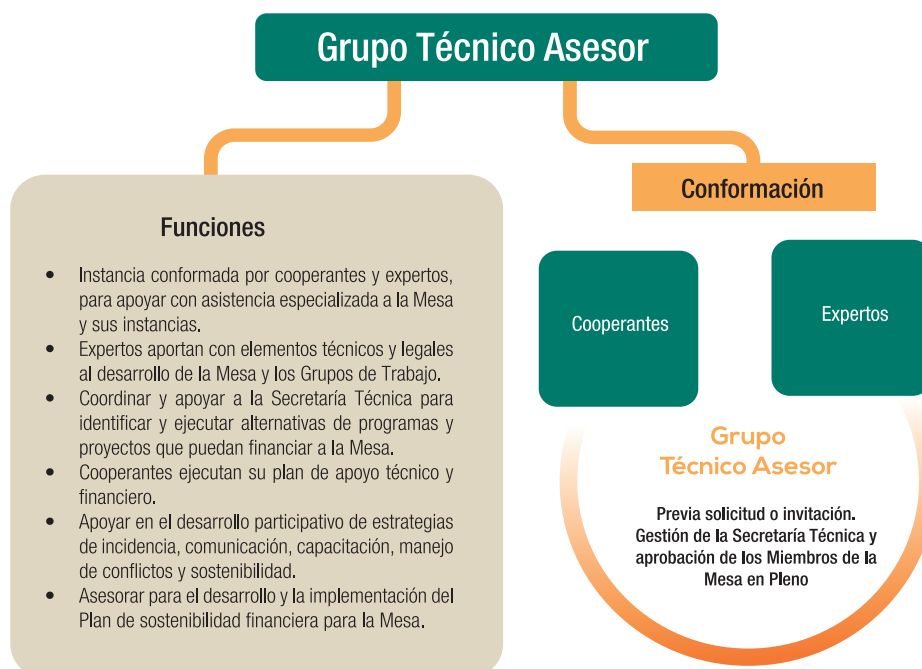 Grupo Técnico Asesor
Funciones
• Instancia conformada por cooperantes y expertos,
para apoyar con asistencia especializada a la Mesa
y sus instancias.
• Expertos aportan con elementos técnicos y legales
al desarrollo de la Mesa y los Grupos de Trabajo.
• Coordinar y apoyar a la Secretaría Técnica para
identificar y ejecutar alternativas de programas y
proyectos que puedan financiar a la Mesa.
• Cooperantes ejecutan su plan de apoyo técnico y
financiero.
• Apoyar en el desarrollo participativo de estrategias
de incidencia, comunicación, capacitación, manejo
de conflictos y sostenibilidad.
• Asesorar para el desarrollo y la implementación del
Plan de sostenibilidad financiera para la Mesa.
Conformación
Cooperantes
Expertos
Grupo
Técnico Asesor
Previa solicitud o invitación.
Gestión de la Secretaría Técnica y
aprobación de los Miembros de la
Mesa en Pleno